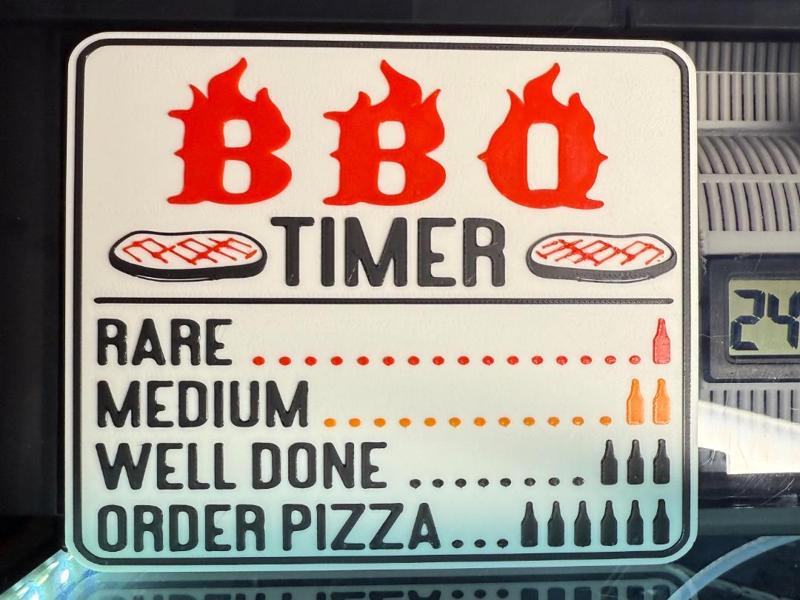 BBQ
TIMER
RARE ...............
MEDIUM ............
WELL DONE ........
ORDER PIZZA...
24